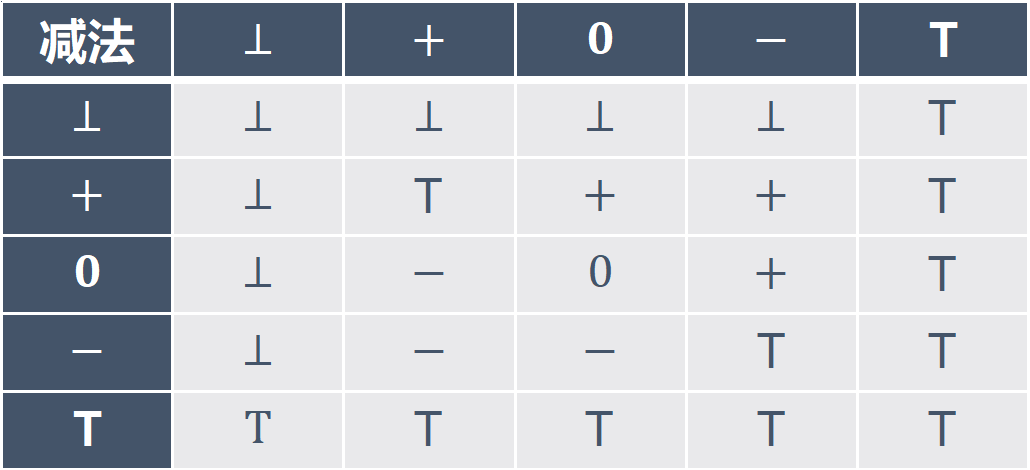 减法 ⊥ + 0 − T
⊥ ⊥ ⊥ ⊥ ⊥ T
+ ⊥ T + + T
0 ⊥ − 0 + T
− ⊥ − − T T
T T T T T T